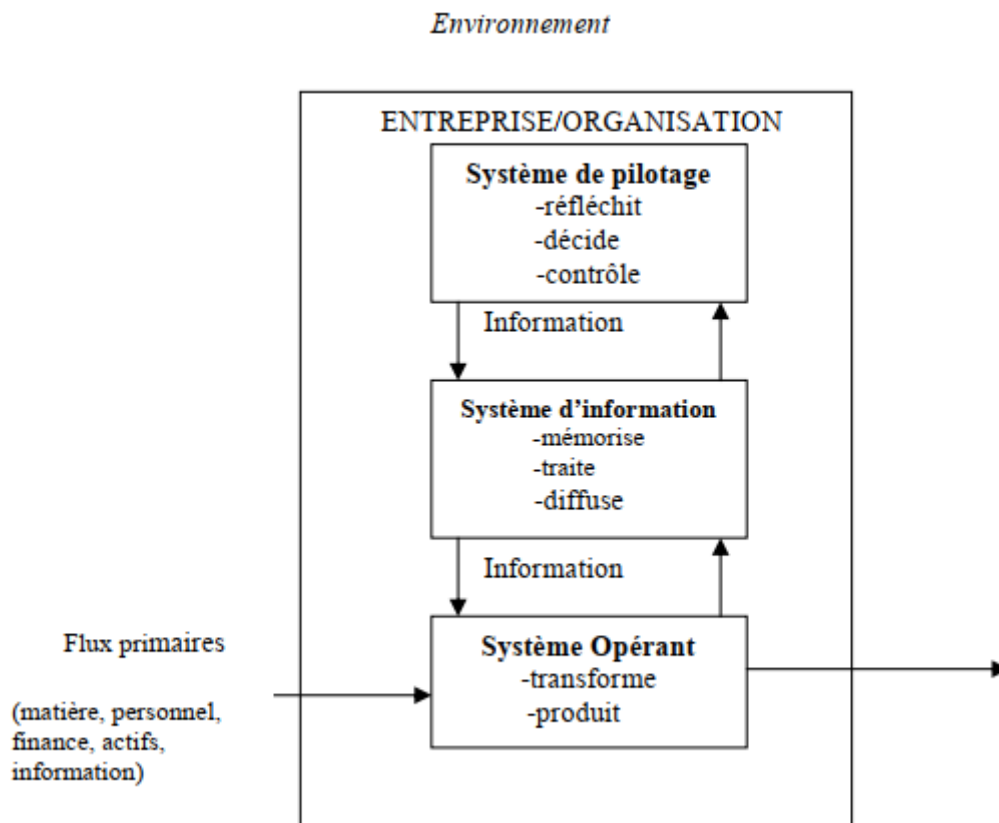 Environnement
ENTREPRISE/ORGANISATION
Système de pilotage
-réfléchit
-décide
-contrôle
Information
Système d’information
-mémorise
-traite
-diffuse
Information
Flux primaires
(matière, personnel,
finance, actifs,
information)
Système Opérant
-transforme
-produit